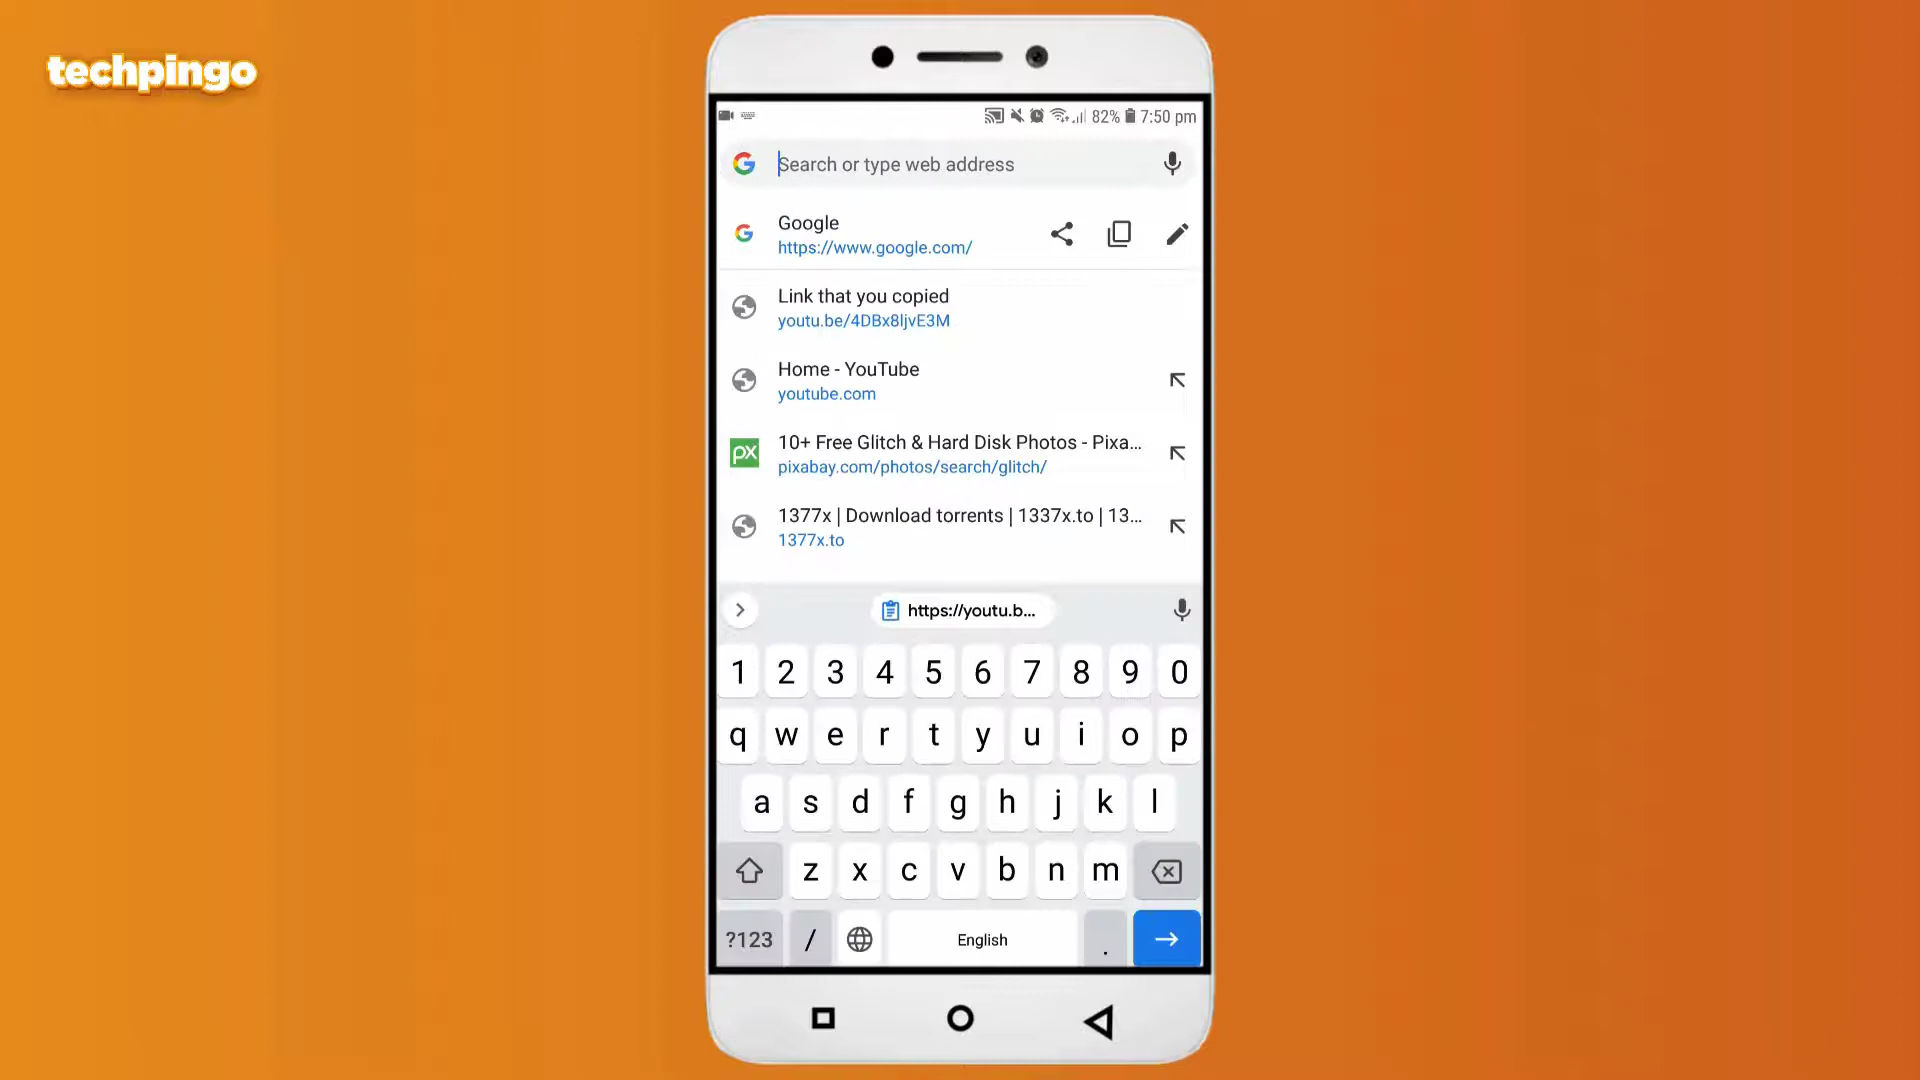 techpingo
82% 7:50 pm
Search or type web address
Google
https://www.google.com/
Link that you copied
youtu.be/4DBx8ljvE3M
Home - YouTube
youtube.com
px
10+ Free Glitch & Hard Disk Photos - Pixa...
pixabay.com/photos/search/glitch/
1377x | Download torrents | 1337x.to | 13...
1377x.to
https://youtu.b...
1 2 3 4 5 6 7 8 9 0
q w e r t y u i o p
a s d f g h j k l
z x c v b n m
?123 / English .